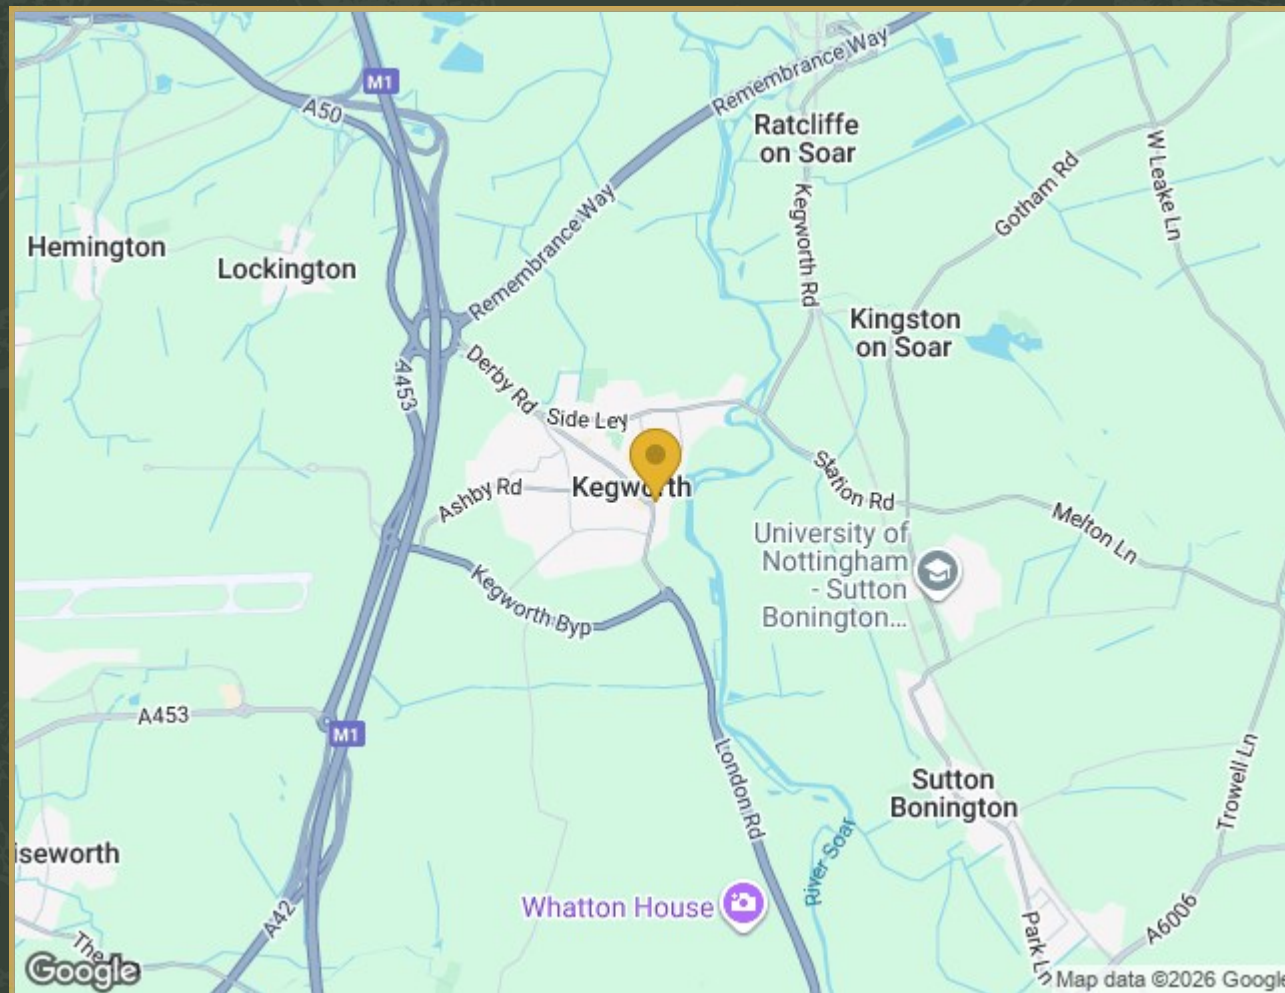 M1
A50
Remembrance Way
Ratcliffe
on Soar
W Leake Ln
Gotham Rd
Kegworth Rd
Hemington
Lockington
Remembrance Way
Kingston
on Soar
Derby Rd
A453
Side Ley
Station Rd
Ashby Rd
Kegworth
Melton Ln
University of
Nottingham
- Sutton
Bonington...
Kegworth Byp
A453
M1
London Rd
Sutton
Bonington
Trowell Ln
iseworth
River Soar
Whatton House
A42
A6006
Park Ln
Google
Map data ©2026 Google